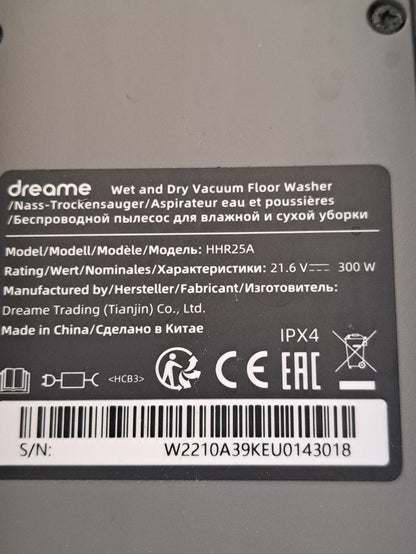 dreame Wet and Dry Vacuum Floor Washer
/Nass-Trockensauger/Aspirateur eau et poussières
/Беспроводной пылесос для влажной и сухой уборки
Model/Modell/Modèle/Модель: HHR25A
Rating/Wert/Nominales/Характеристики: 21.6 V⎓ 300 W
Manufactured by/Hersteller/Fabricant/Изготовитель:
Dreame Trading (Tianjin) Co., Ltd.
Made in China/Сделано в Китае
IPX4
<HCB3> CE EAC
S/N: W2210A39KEU0143018